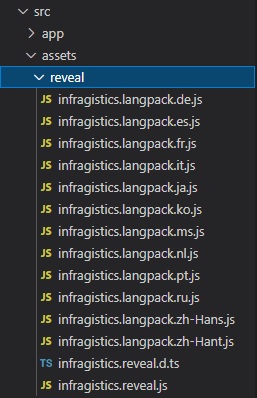 src
app
assets
reveal
JS infragistics.langpack.de.js
JS infragistics.langpack.es.js
JS infragistics.langpack.fr.js
JS infragistics.langpack.it.js
JS infragistics.langpack.ja.js
JS infragistics.langpack.ko.js
JS infragistics.langpack.ms.js
JS infragistics.langpack.nl.js
JS infragistics.langpack.pt.js
JS infragistics.langpack.ru.js
JS infragistics.langpack.zh-Hans.js
JS infragistics.langpack.zh-Hant.js
TS infragistics.reveal.d.ts
JS infragistics.reveal.js